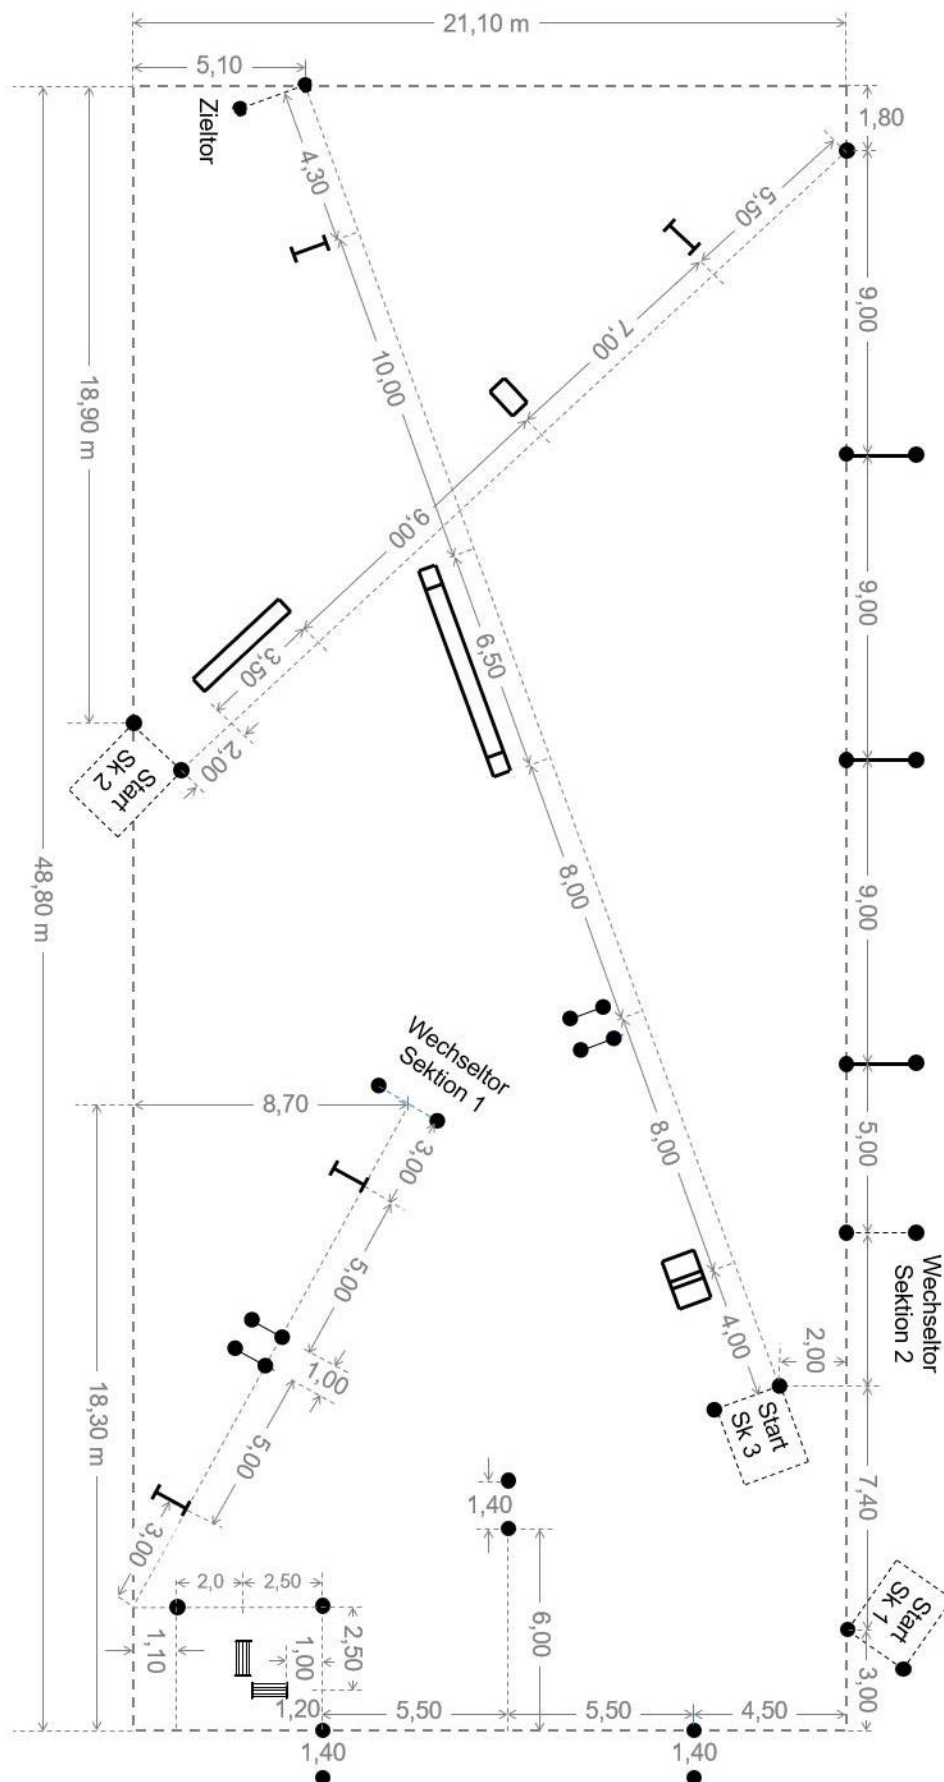 21,10 m
5,10
Zieltor
1,80
4,30
5,50
9,00
7,00
10,00
18,90 m
9,00
9,00
6,50
3,50
2,00
Start
Sk 2
48,80 m
8,00
9,00
Wechseltor
Sektion 1
8,70
3,00
8,00
5,00
5,00
Wechseltor
Sektion 2
2,00
4,00
1,00
18,30 m
Start
Sk 3
5,00
7,40
1,40
3,00
2,0
2,50
Start
Sk 1
6,00
2,50
1,10
1,00
3,00
1,20
5,50
5,50
4,50
1,40
1,40